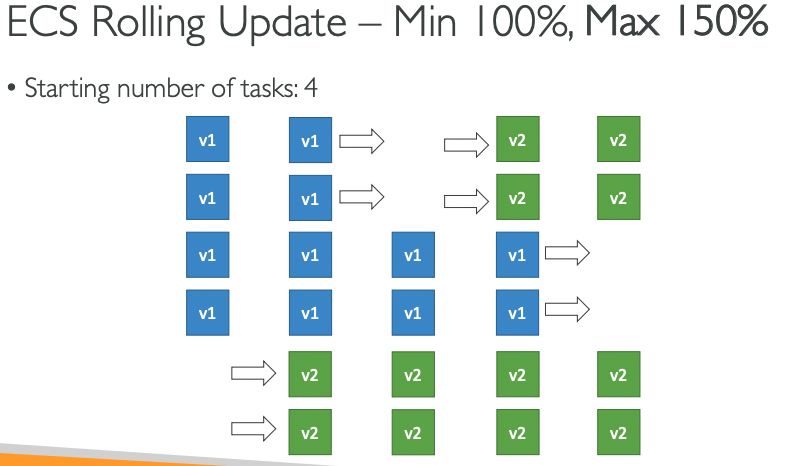 ECS Rolling Update – Min 100%, Max 150%
• Starting number of tasks: 4
v1 v1 v2 v2
v1 v1 v2 v2
v1 v1 v1 v1
v1 v1 v1 v1
v2 v2 v2 v2
v2 v2 v2 v2